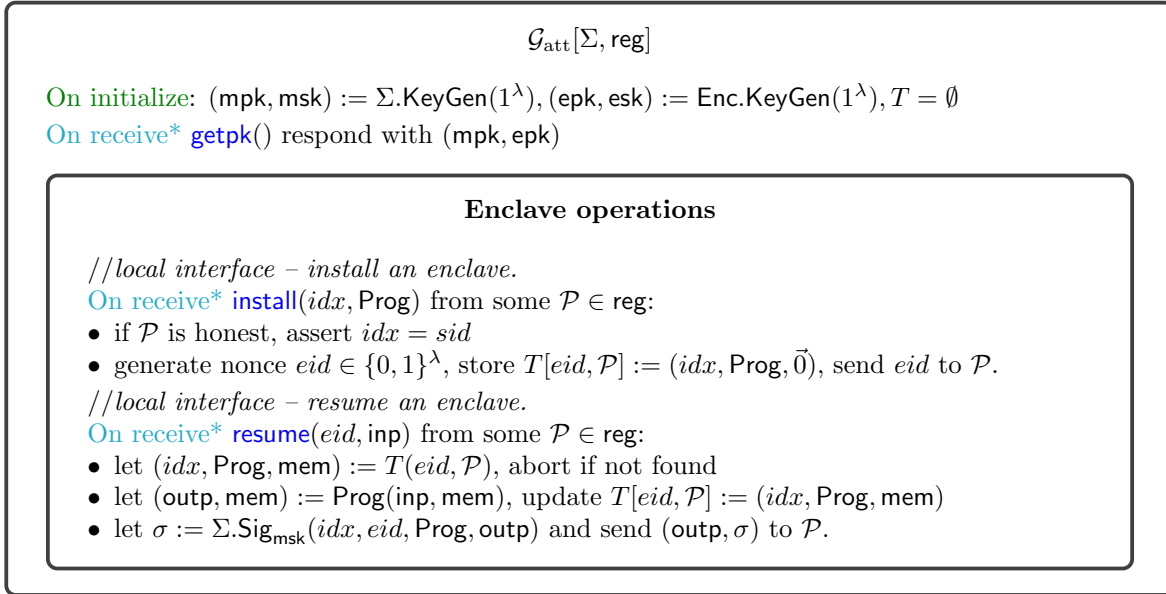 𝒢att[Σ, reg]
On initialize: (mpk, msk) := Σ.KeyGen(1^λ), (epk, esk) := Enc.KeyGen(1^λ), T = ∅
On receive* getpk() respond with (mpk, epk)
Enclave operations
//local interface – install an enclave.
On receive* install(idx, Prog) from some 𝒫 ∈ reg:
• if 𝒫 is honest, assert idx = sid
• generate nonce eid ∈ {0, 1}^λ, store T[eid, 𝒫] := (idx, Prog, 0⃗), send eid to 𝒫.
//local interface – resume an enclave.
On receive* resume(eid, inp) from some 𝒫 ∈ reg:
• let (idx, Prog, mem) := T(eid, 𝒫), abort if not found
• let (outp, mem) := Prog(inp, mem), update T[eid, 𝒫] := (idx, Prog, mem)
• let σ := Σ.Sig_msk(idx, eid, Prog, outp) and send (outp, σ) to 𝒫.